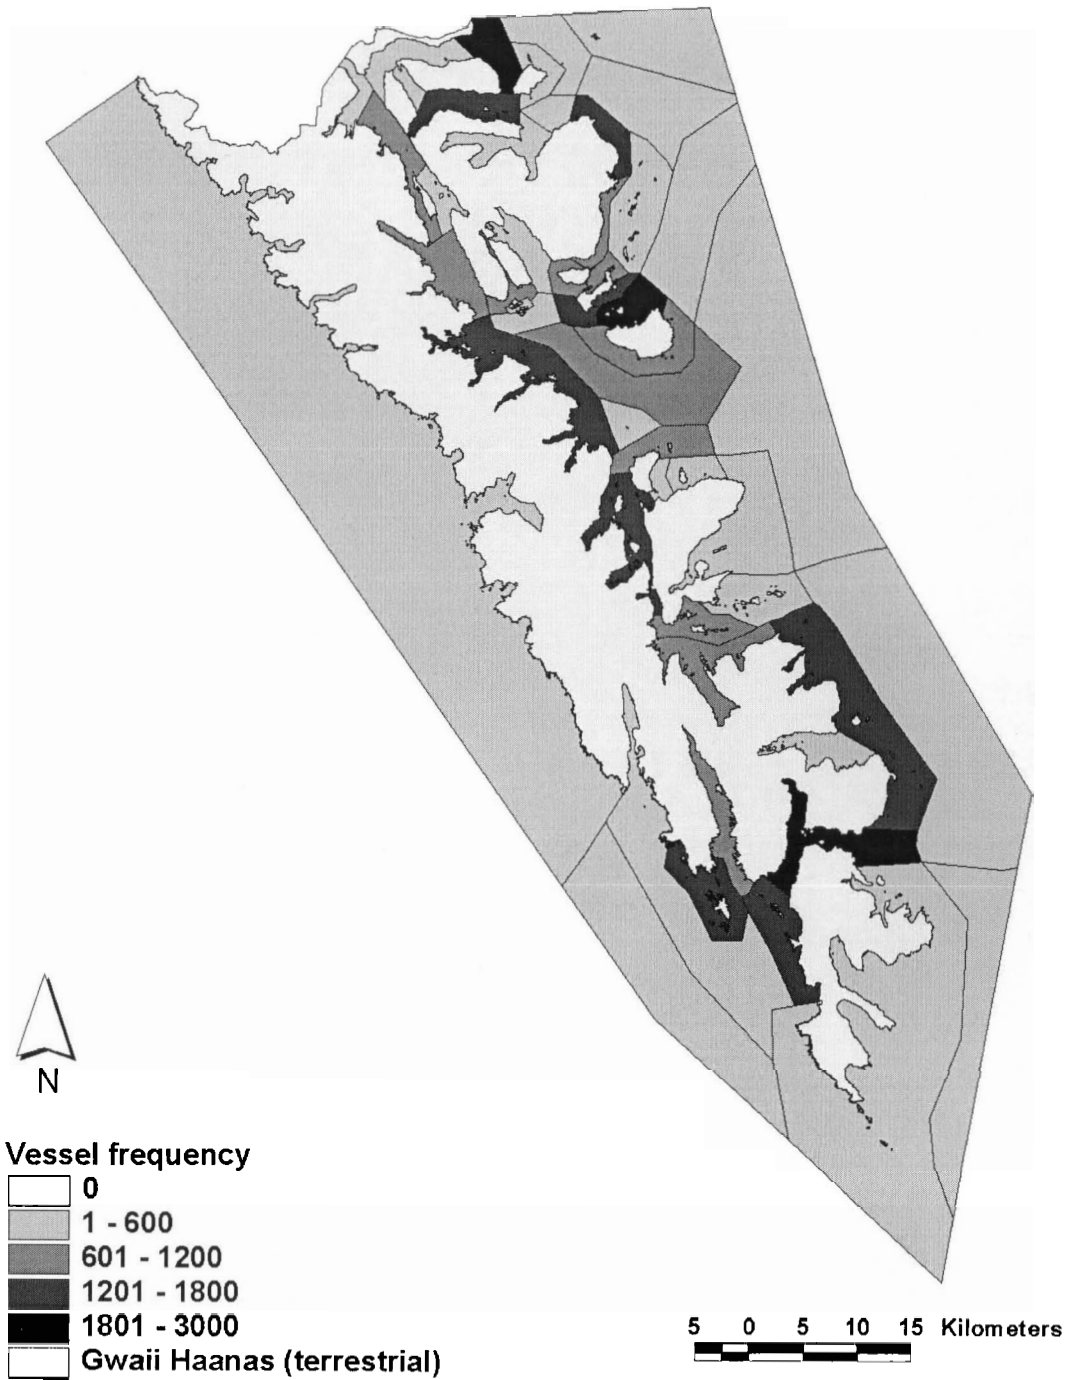 N
Vessel frequency
0
1 - 600
601 - 1200
1201 - 1800
1801 - 3000
Gwaii Haanas (terrestrial)
5 0 5 10 15 Kilometers